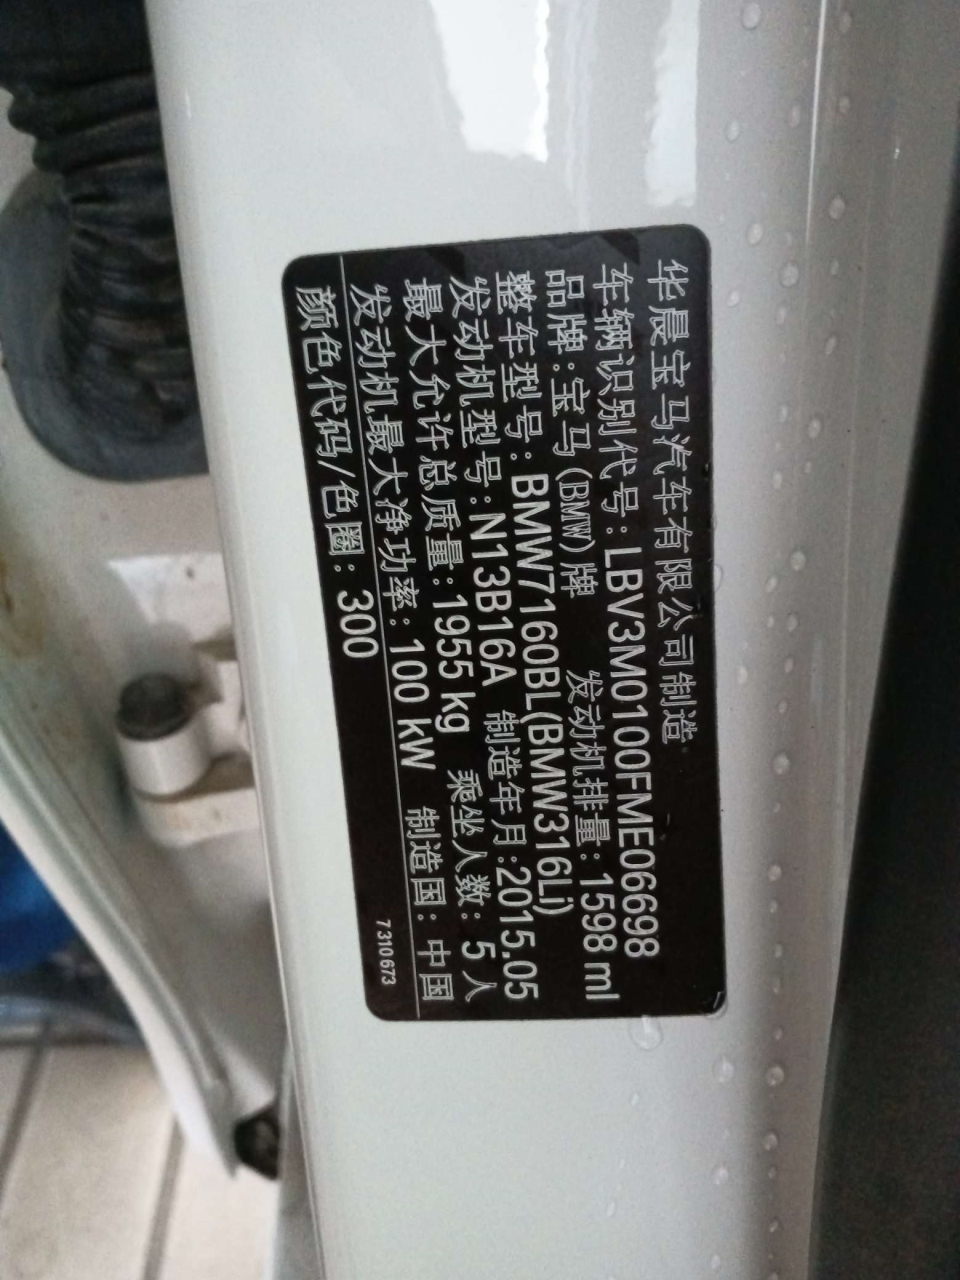 华晨宝马汽车有限公司制造
车辆识别代号：LBV3M0100FME06698
品牌：宝马(BMW)牌 发动机排量：1598 ml
整车型号：BMW7160BL(BMW316Li)
发动机型号：N13B16A 制造年月：2015.05
最大允许总质量：1955 kg 乘坐人数：5 人
发动机最大净功率：100 kW 制造国：中国
颜色代码/色圈：300 7310673